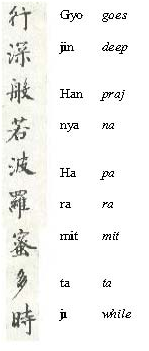 行 Gyo goes
深 jin deep
般 Han praj
若 nya na
波 Ha pa
羅 ra ra
蜜 mit mit
多 ta ta
時 ji while